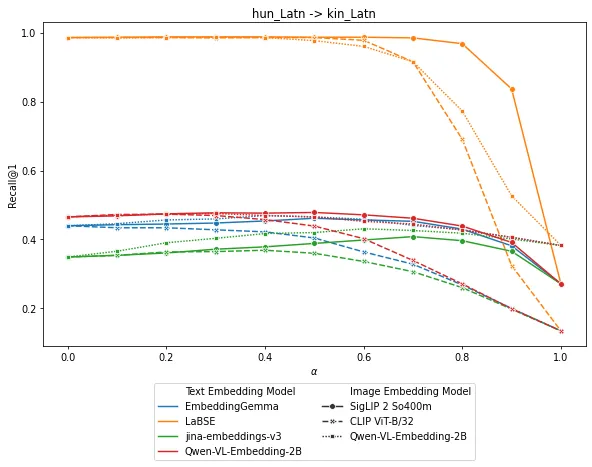 hun_Latn -> kin_Latn
Recall@1
1.0
0.8
0.6
0.4
0.2
0.0 0.2 0.4 0.6 0.8 1.0
α
Text Embedding Model Image Embedding Model
EmbeddingGemma SigLIP 2 So400m
LaBSE CLIP ViT-B/32
jina-embeddings-v3 Qwen-VL-Embedding-2B
Qwen-VL-Embedding-2B